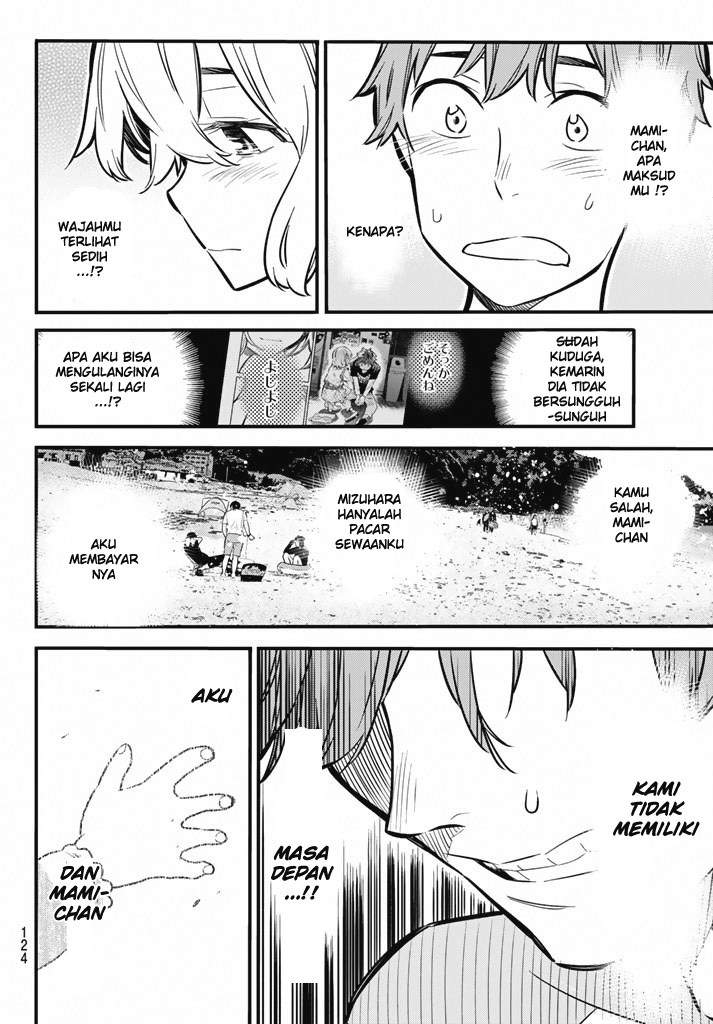 MAMI-
CHAN,
APA
MAKSUD
MU !?
KENAPA?
WAJAHMU
TERLIHAT
SEDIH
...!?
SUDAH
KUDUGA,
KEMARIN
DIA TIDAK
BERSUNGGUH
-SUNGUH
そっか
ごめんね
よしよし
APA AKU BISA
MENGULANGINYA
SEKALI LAGI
...!?
KAMU
SALAH,
MAMI-
CHAN
MIZUHARA
HANYALAH
PACAR
SEWAANKU
AKU
MEMBAYAR
NYA
KAMI
TIDAK
MEMILIKI
MASA
DEPAN
...!!
AKU
DAN
MAMI-
CHAN
124